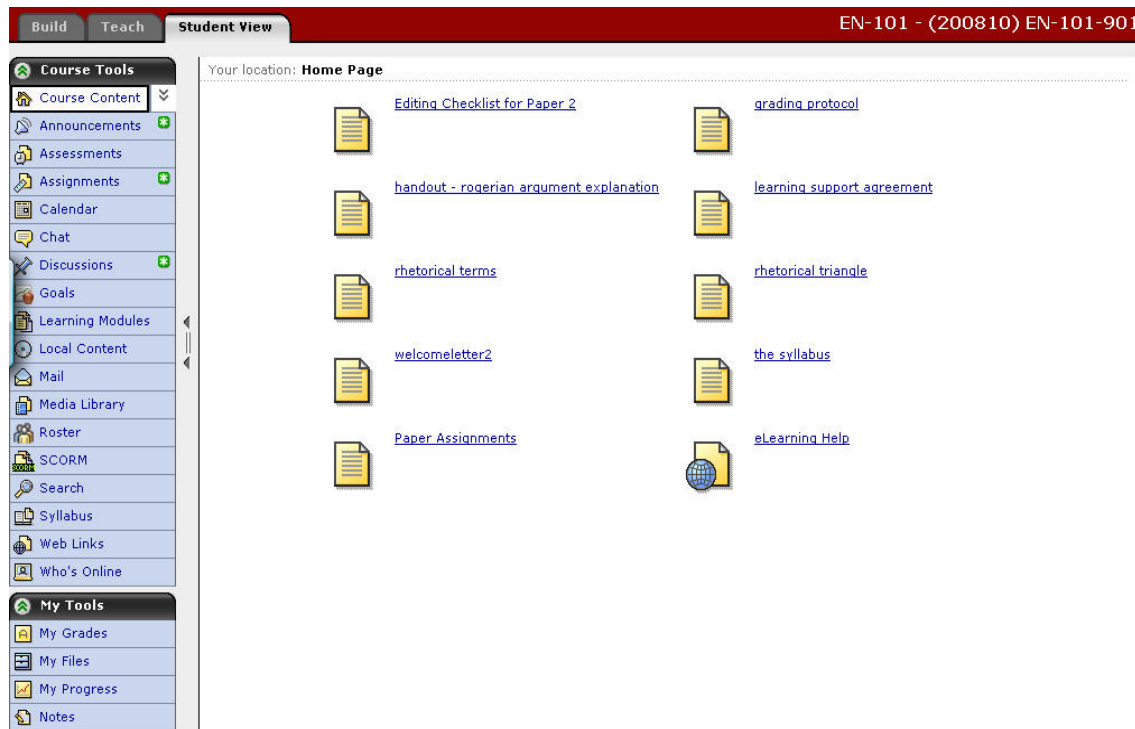 Build Teach Student View EN-101 - (200810) EN-101-901
Course Tools
Course Content
Announcements
Assessments
Assignments
Calendar
Chat
Discussions
Goals
Learning Modules
Local Content
Mail
Media Library
Roster
SCORM
Search
Syllabus
Web Links
Who's Online
My Tools
My Grades
My Files
My Progress
Notes
Your location: Home Page
Editing Checklist for Paper 2 grading protocol
handout - rogerian argument explanation learning support agreement
rhetorical terms rhetorical triangle
welcomeletter2 the syllabus
Paper Assignments eLearning Help